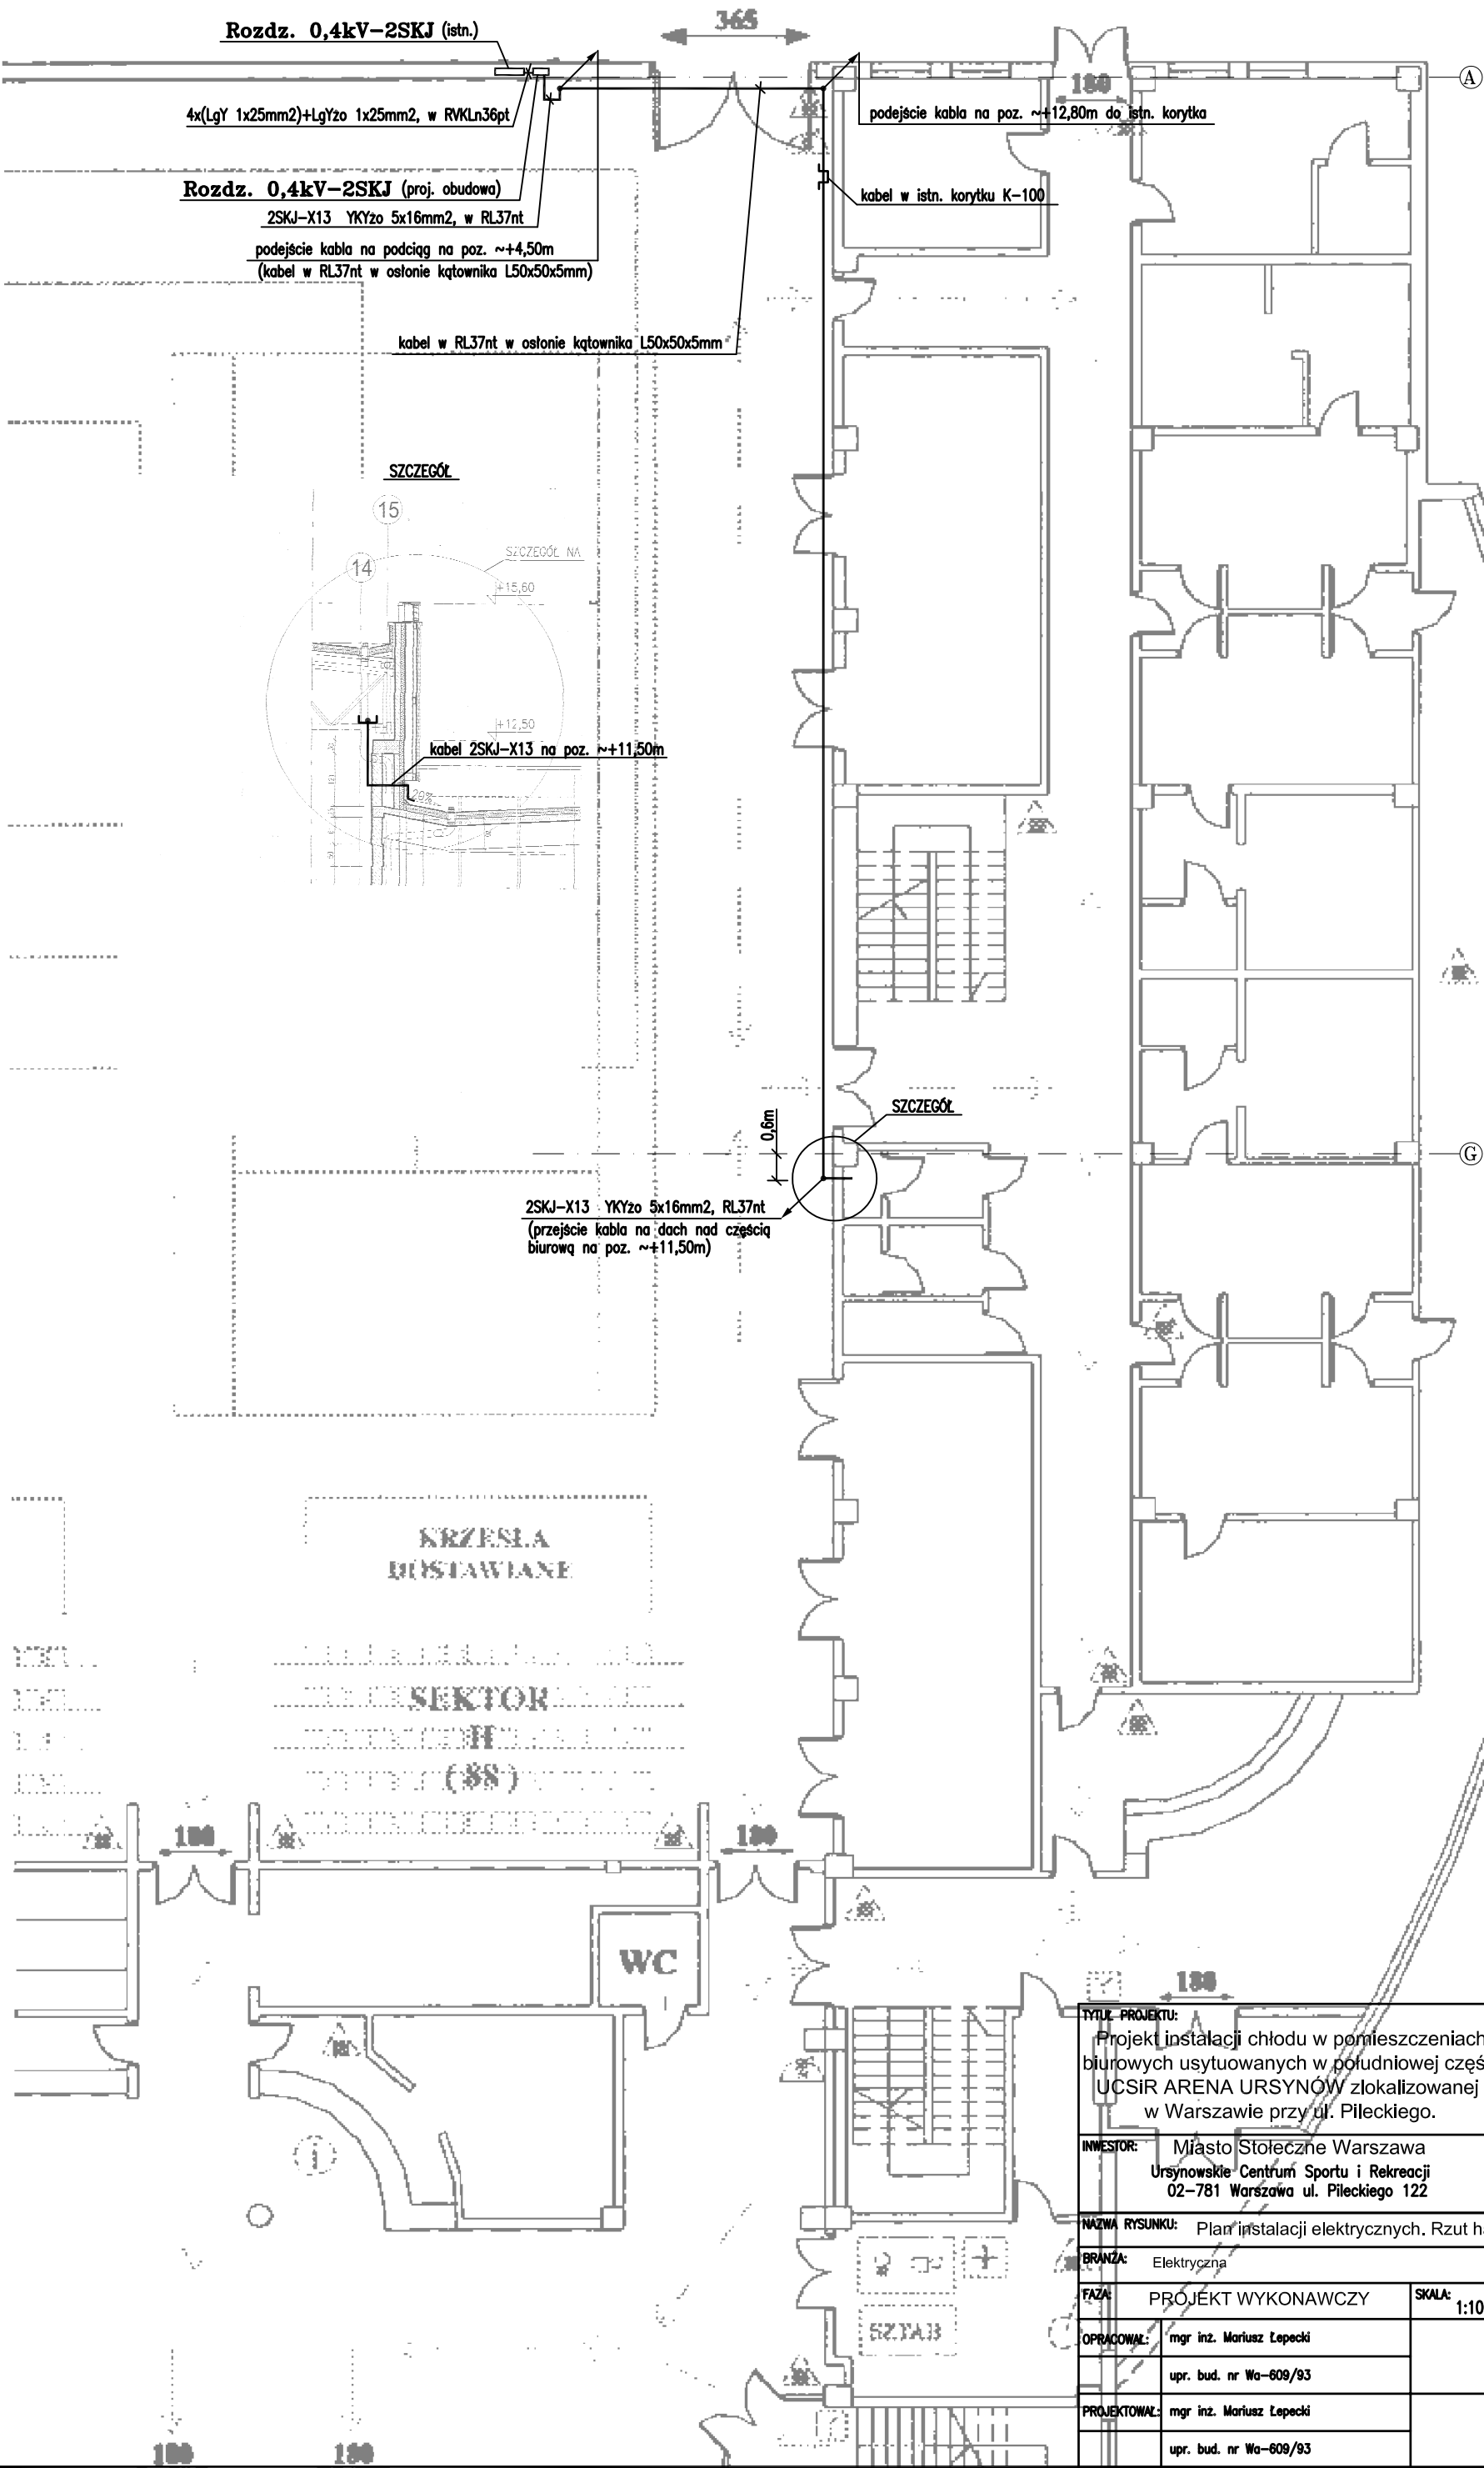 365
Rozdz. 0,4kV-2SKJ (istn.)
A
180
4x(LgY 1x25mm2)+LgYżo 1x25mm2, w RVKLn36pt
podejście kabla na poz. ~+12,80m do istn. korytka
Rozdz. 0,4kV-2SKJ (proj. obudowa)
kabel w istn. korytku K-100
2SKJ-X13 YKYżo 5x16mm2, w RL37nt
podejście kabla na podciąg na poz. ~+4,50m
(kabel w RL37nt w osłonie kątownika L50x50x5mm)
kabel w RL37nt w osłonie kątownika L50x50x5mm
SZCZEGÓŁ
15
SZCZEGÓŁ NA
14
+15,60
+12,50
kabel 2SKJ-X13 na poz. ~+11,50m
20%
SZCZEGÓŁ
0,6m
G
2SKJ-X13 YKYżo 5x16mm2, RL37nt
(przejście kabla na dach nad częścią
biurową na poz. ~+11,50m)
KRZESŁA
DOSTAWIANE
SEKTOR
H
(88)
180
180
WC
180
i
SZTAB
180
180
TYTUŁ PROJEKTU:
Projekt instalacji chłodu w pomieszczeniach
biurowych usytuowanych w południowej częś
UCSiR ARENA URSYNÓW zlokalizowanej
w Warszawie przy ul. Pileckiego.
INWESTOR: Miasto Stołeczne Warszawa
Ursynowskie Centrum Sportu i Rekreacji
02-781 Warszawa ul. Pileckiego 122
NAZWA RYSUNKU: Plan instalacji elektrycznych. Rzut h
BRANŻA: Elektryczna
FAZA: PROJEKT WYKONAWCZY SKALA: 1:10
OPRACOWAŁ: mgr inż. Mariusz Łepecki
upr. bud. nr Wa-609/93
PROJEKTOWAŁ: mgr inż. Mariusz Łepecki
upr. bud. nr Wa-609/93